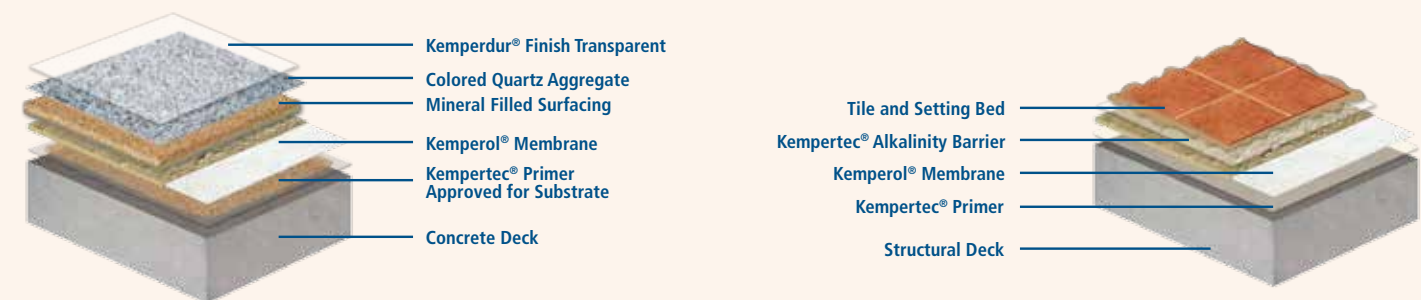 Kemperdur® Finish Transparent
Colored Quartz Aggregate
Mineral Filled Surfacing
Kemperol® Membrane
Kempertec® Primer
Approved for Substrate
Concrete Deck
Tile and Setting Bed
Kempertec® Alkalinity Barrier
Kemperol® Membrane
Kempertec® Primer
Structural Deck